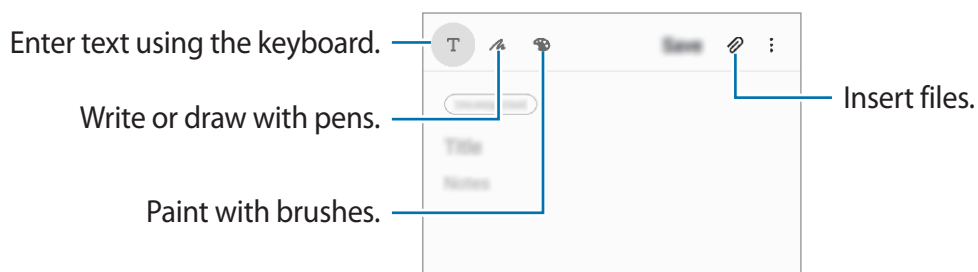 Enter text using the keyboard.
T
Save
Insert files.
Write or draw with pens.
Title
Paint with brushes.
Notes